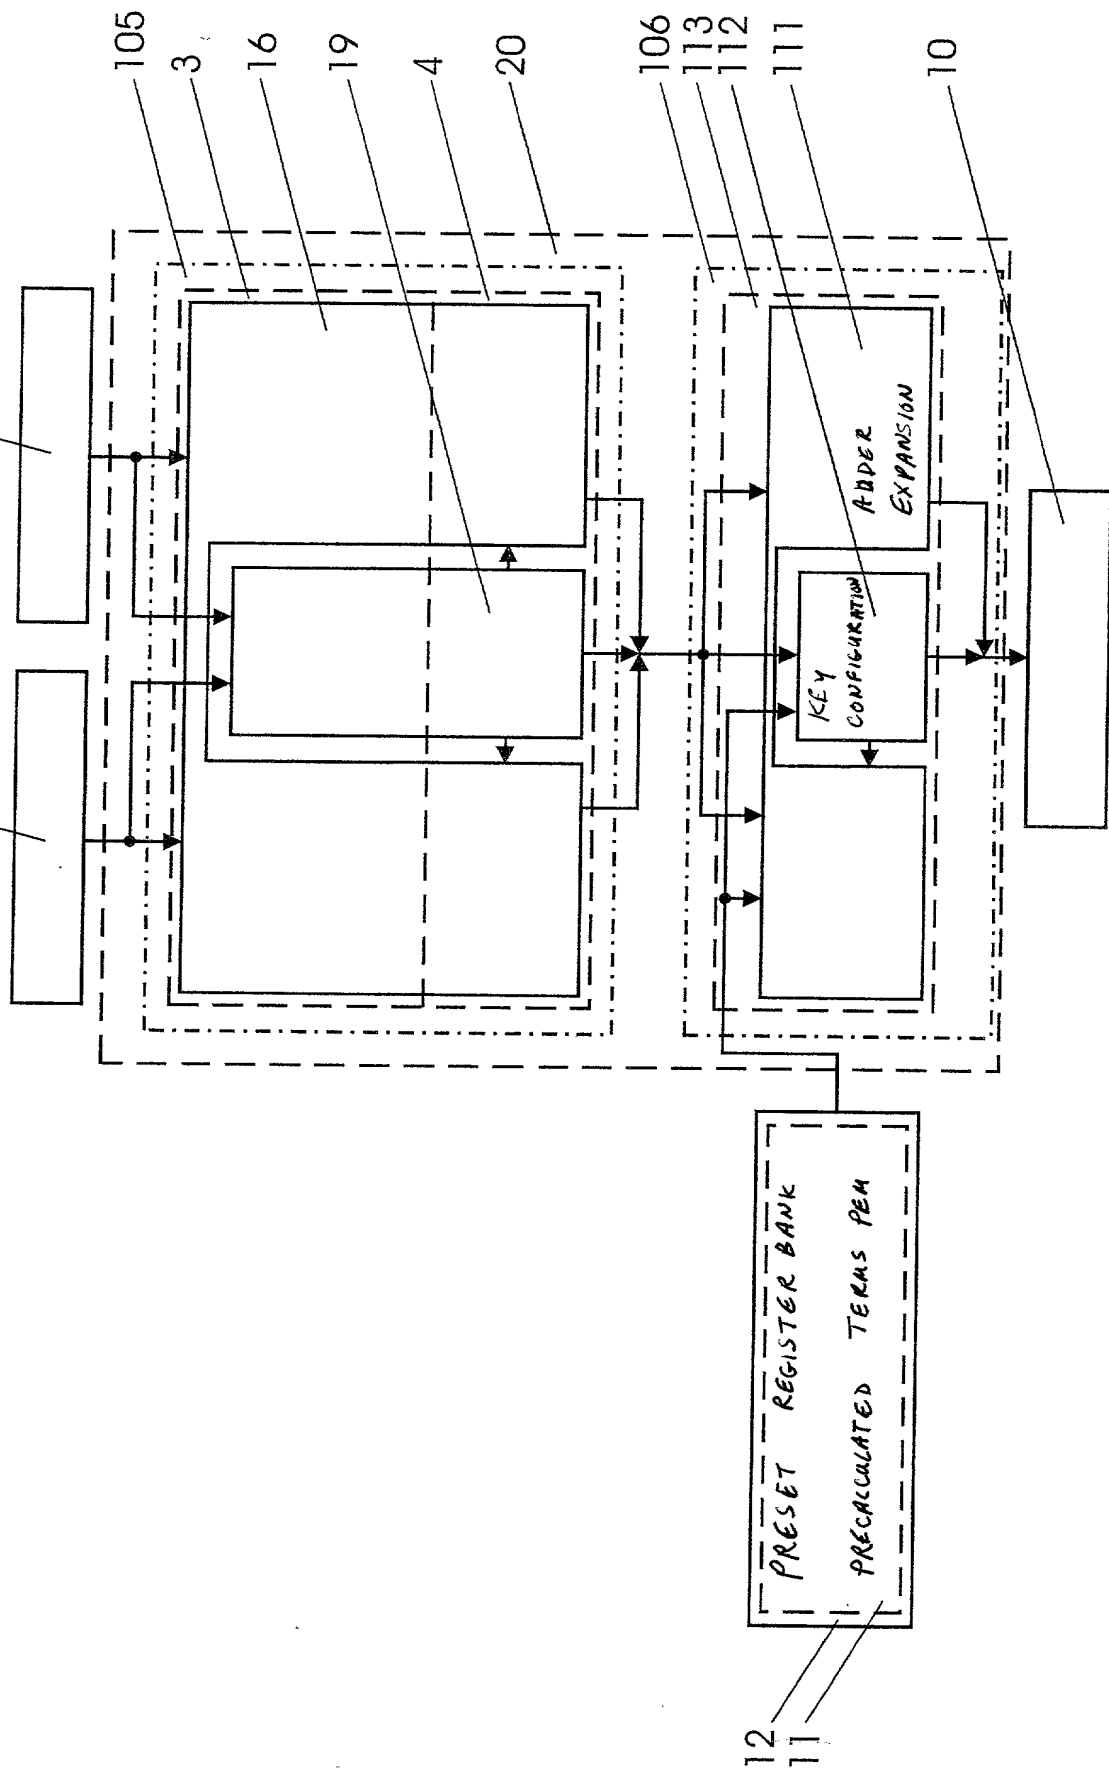 105
3
16
19
4
20
106
113
112
111
10
KEY
CONFIGURATION
ADDER
EXPANSION
PRESET REGISTER BANK
PRECALCULATED TERMS PEM
12
11